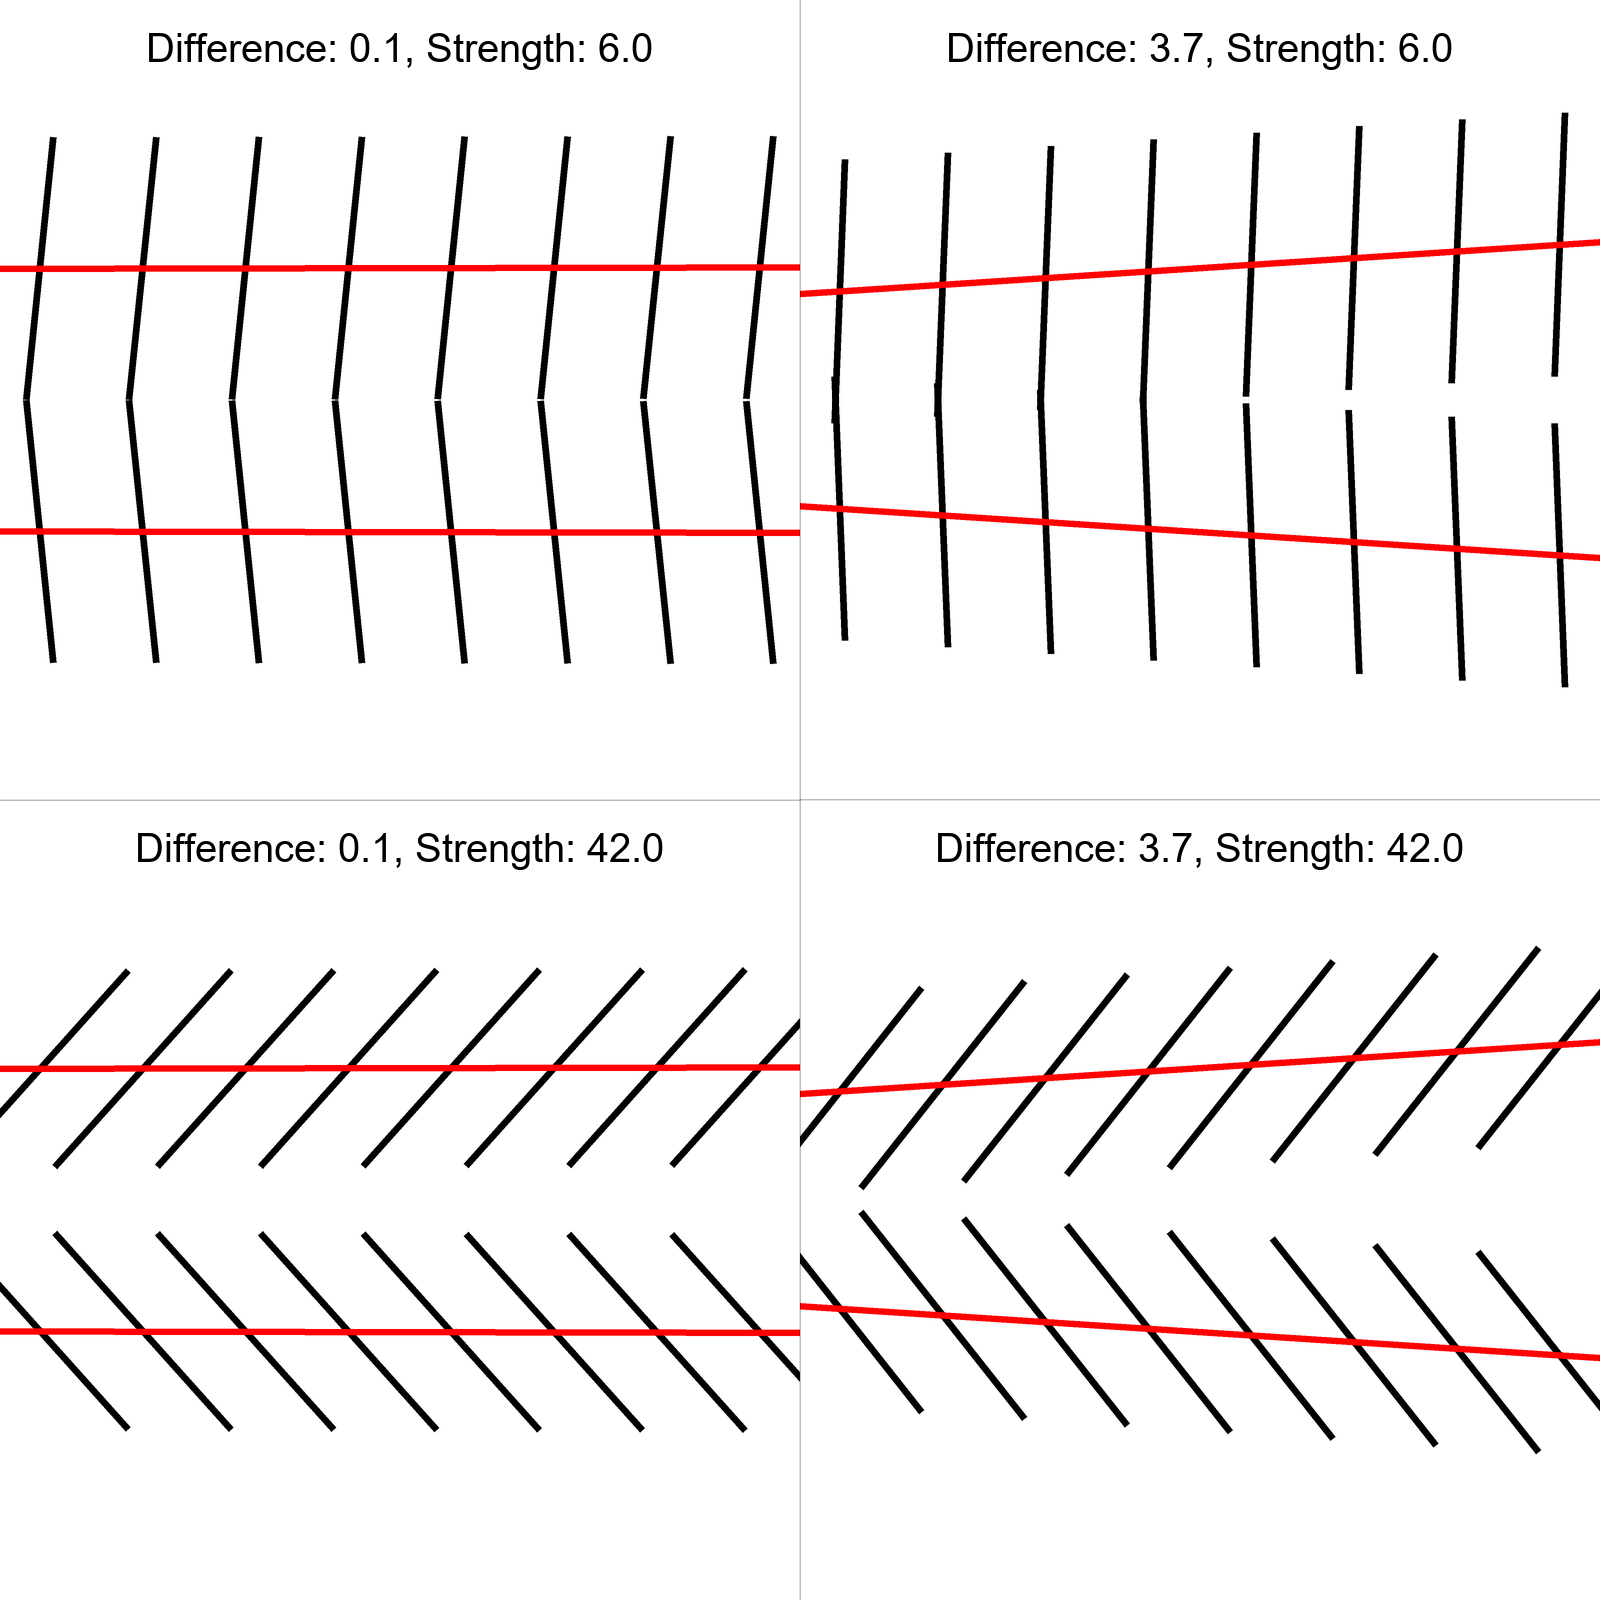 Difference: 0.1, Strength: 6.0
Difference: 3.7, Strength: 6.0
Difference: 0.1, Strength: 42.0
Difference: 3.7, Strength: 42.0